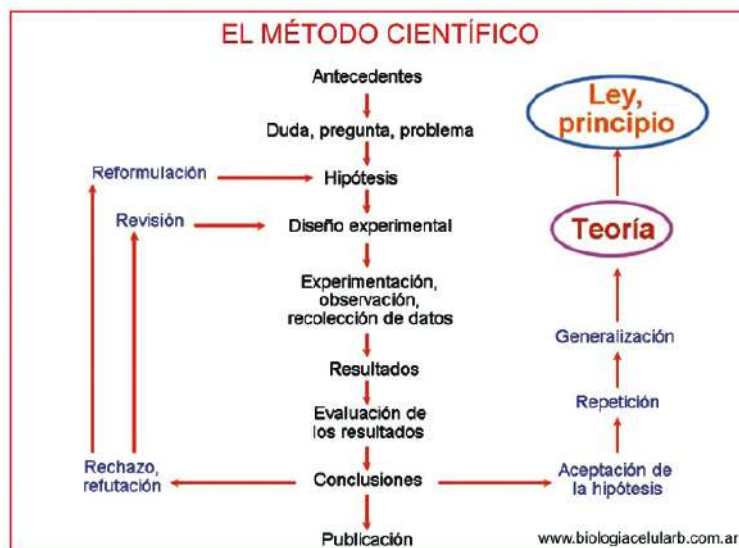 EL MÉTODO CIENTÍFICO
Antecedentes
Duda, pregunta, problema
Hipótesis
Diseño experimental
Experimentación,
observación,
recolección de datos
Resultados
Evaluación de
los resultados
Conclusiones
Publicación
Reformulación
Revisión
Rechazo,
refutación
Ley,
principio
Teoría
Generalización
Repetición
Aceptación de
la hipótesis
www.biologiacelularb.com.ar